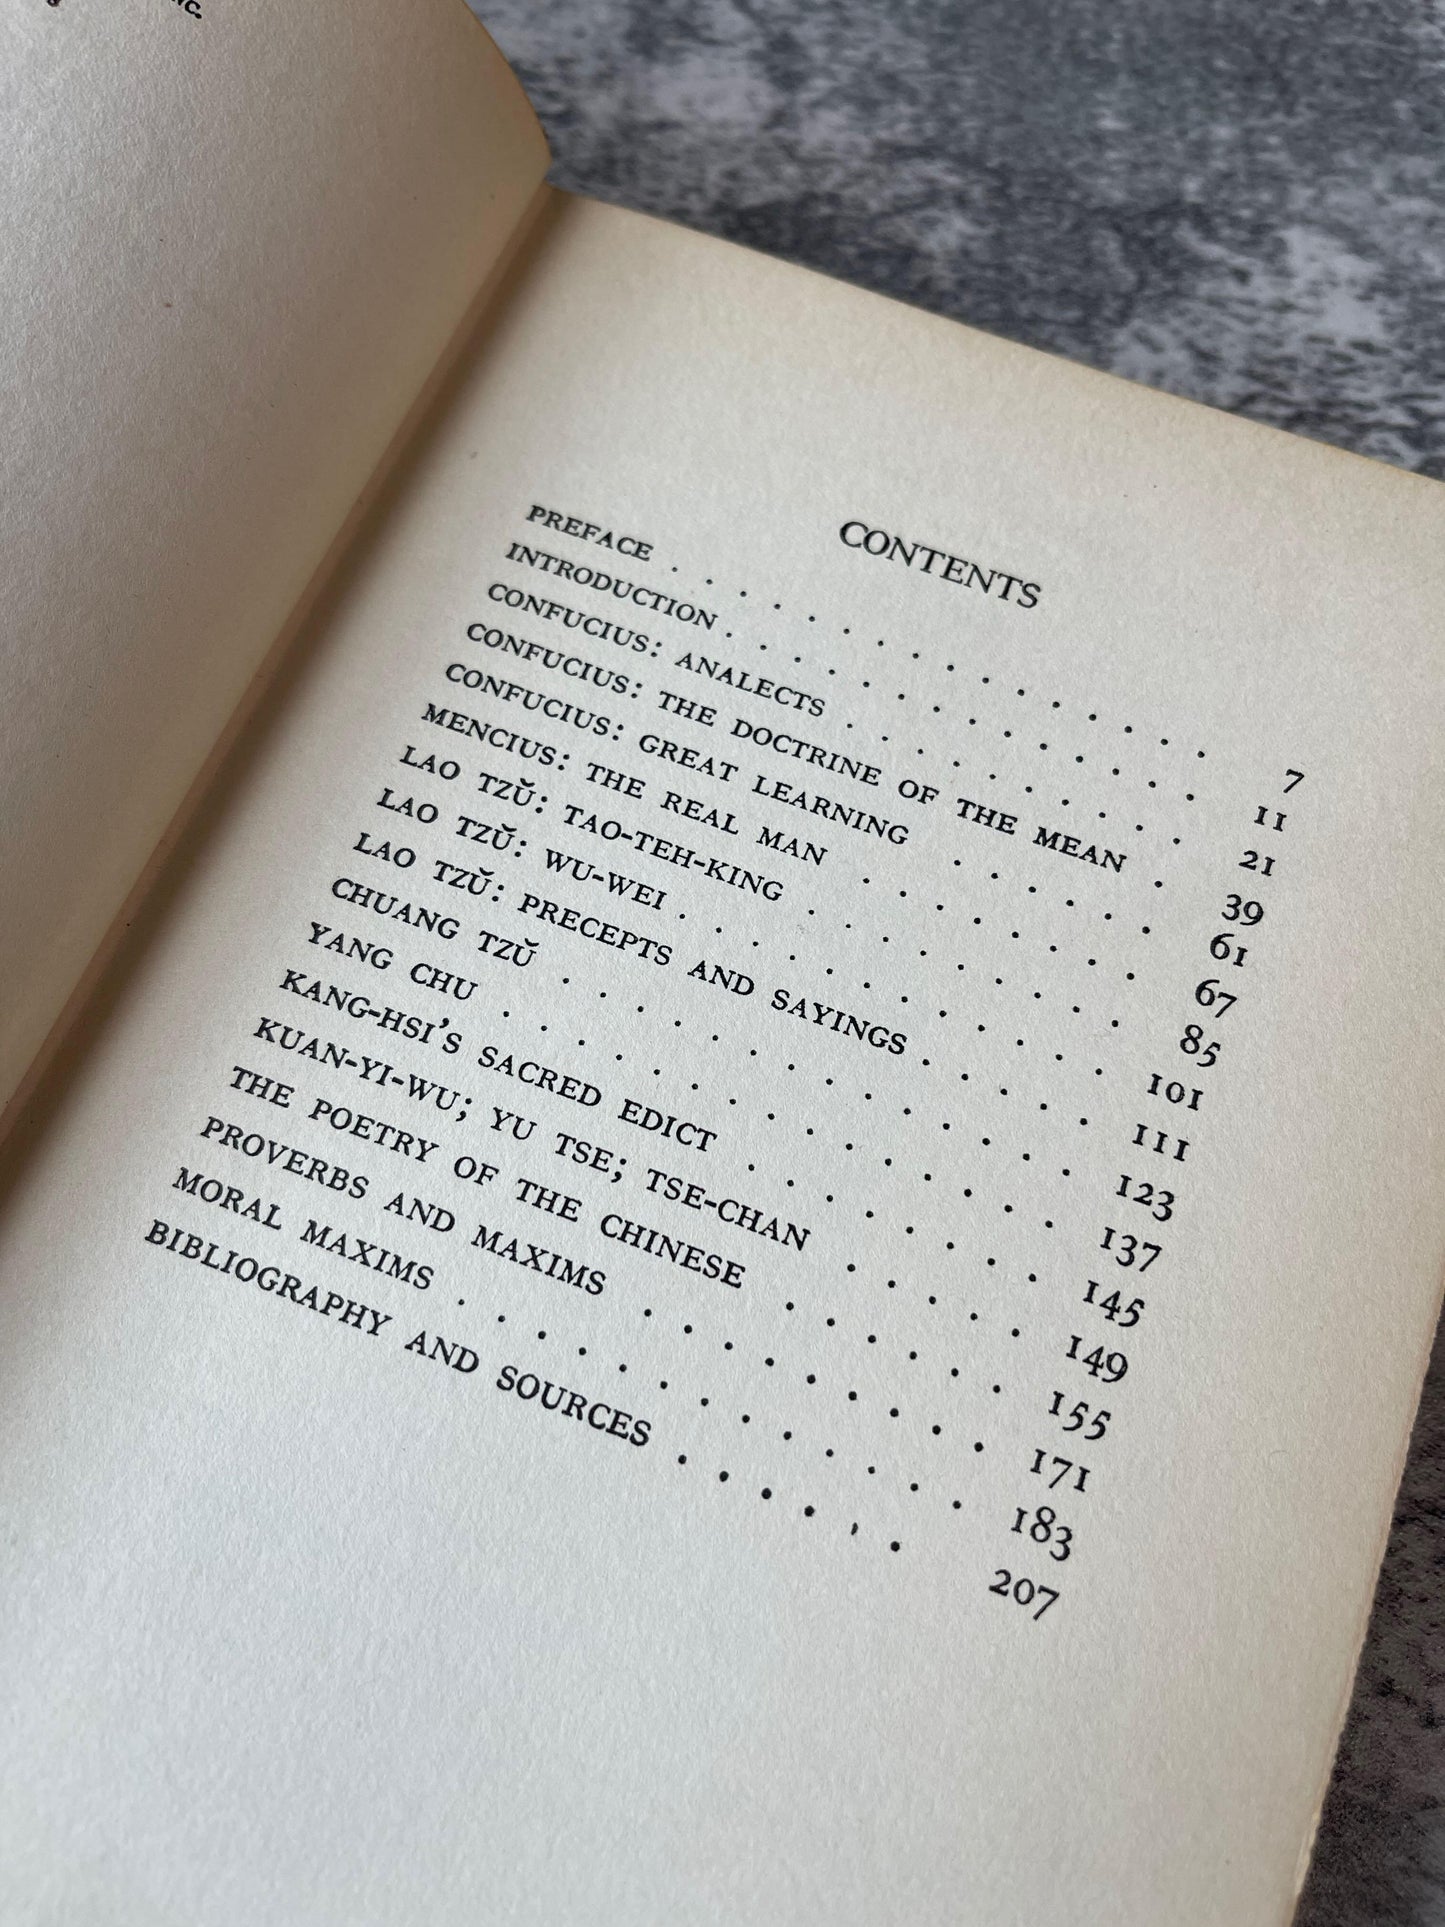 CONTENTS
PREFACE . . . . . . . . . . . . . . . . 7
INTRODUCTION . . . . . . . . . . . . . . 11
CONFUCIUS: ANALECTS . . . . . . . . . . . 21
CONFUCIUS: THE DOCTRINE OF THE MEAN . 39
CONFUCIUS: GREAT LEARNING . . . . . . 61
MENCIUS: THE REAL MAN . . . . . . . . 67
LAO TZŬ: TAO-TEH-KING . . . . . . . . . 85
LAO TZŬ: WU-WEI . . . . . . . . . . . . 101
LAO TZŬ: PRECEPTS AND SAYINGS . . . . . 111
CHUANG TZŬ . . . . . . . . . . . . . . 123
YANG CHU . . . . . . . . . . . . . . . 137
KANG-HSI'S SACRED EDICT . . . . . . . . 145
KUAN-YI-WU; YU TSE; TSE-CHAN . . . . . 149
THE POETRY OF THE CHINESE . . . . . . 155
PROVERBS AND MAXIMS . . . . . . . . . 171
MORAL MAXIMS . . . . . . . . . . . . . 183
BIBLIOGRAPHY AND SOURCES . . . . . . 207